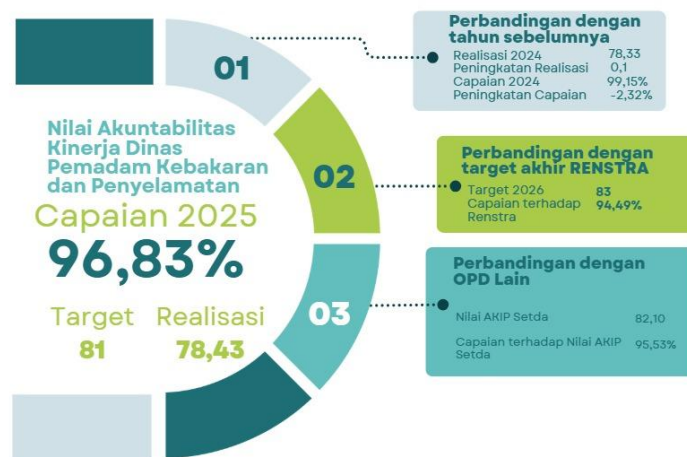 01
02
03
Nilai Akuntabilitas
Kinerja Dinas
Pemadam Kebakaran
dan Penyelamatan
Capaian 2025
96,83%
Target Realisasi
81 78,43
Perbandingan dengan
tahun sebelumnya
Realisasi 2024 78,33
Peningkatan Realisasi 0,1
Capaian 2024 99,15%
Peningkatan Capaian -2,32%
Perbandingan dengan
target akhir RENSTRA
Target 2026 83
Capaian terhadap 94,49%
Renstra
Perbandingan dengan
OPD Lain
Nilai AKIP Setda 82,10
Capaian terhadap Nilai AKIP 95,53%
Setda